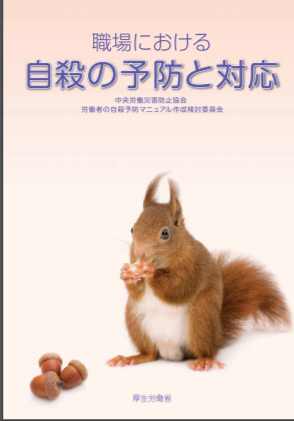 職場における
自殺の予防と対応
中央労働災害防止協会
労働者の自殺予防マニュアル作成検討委員会
厚生労働省